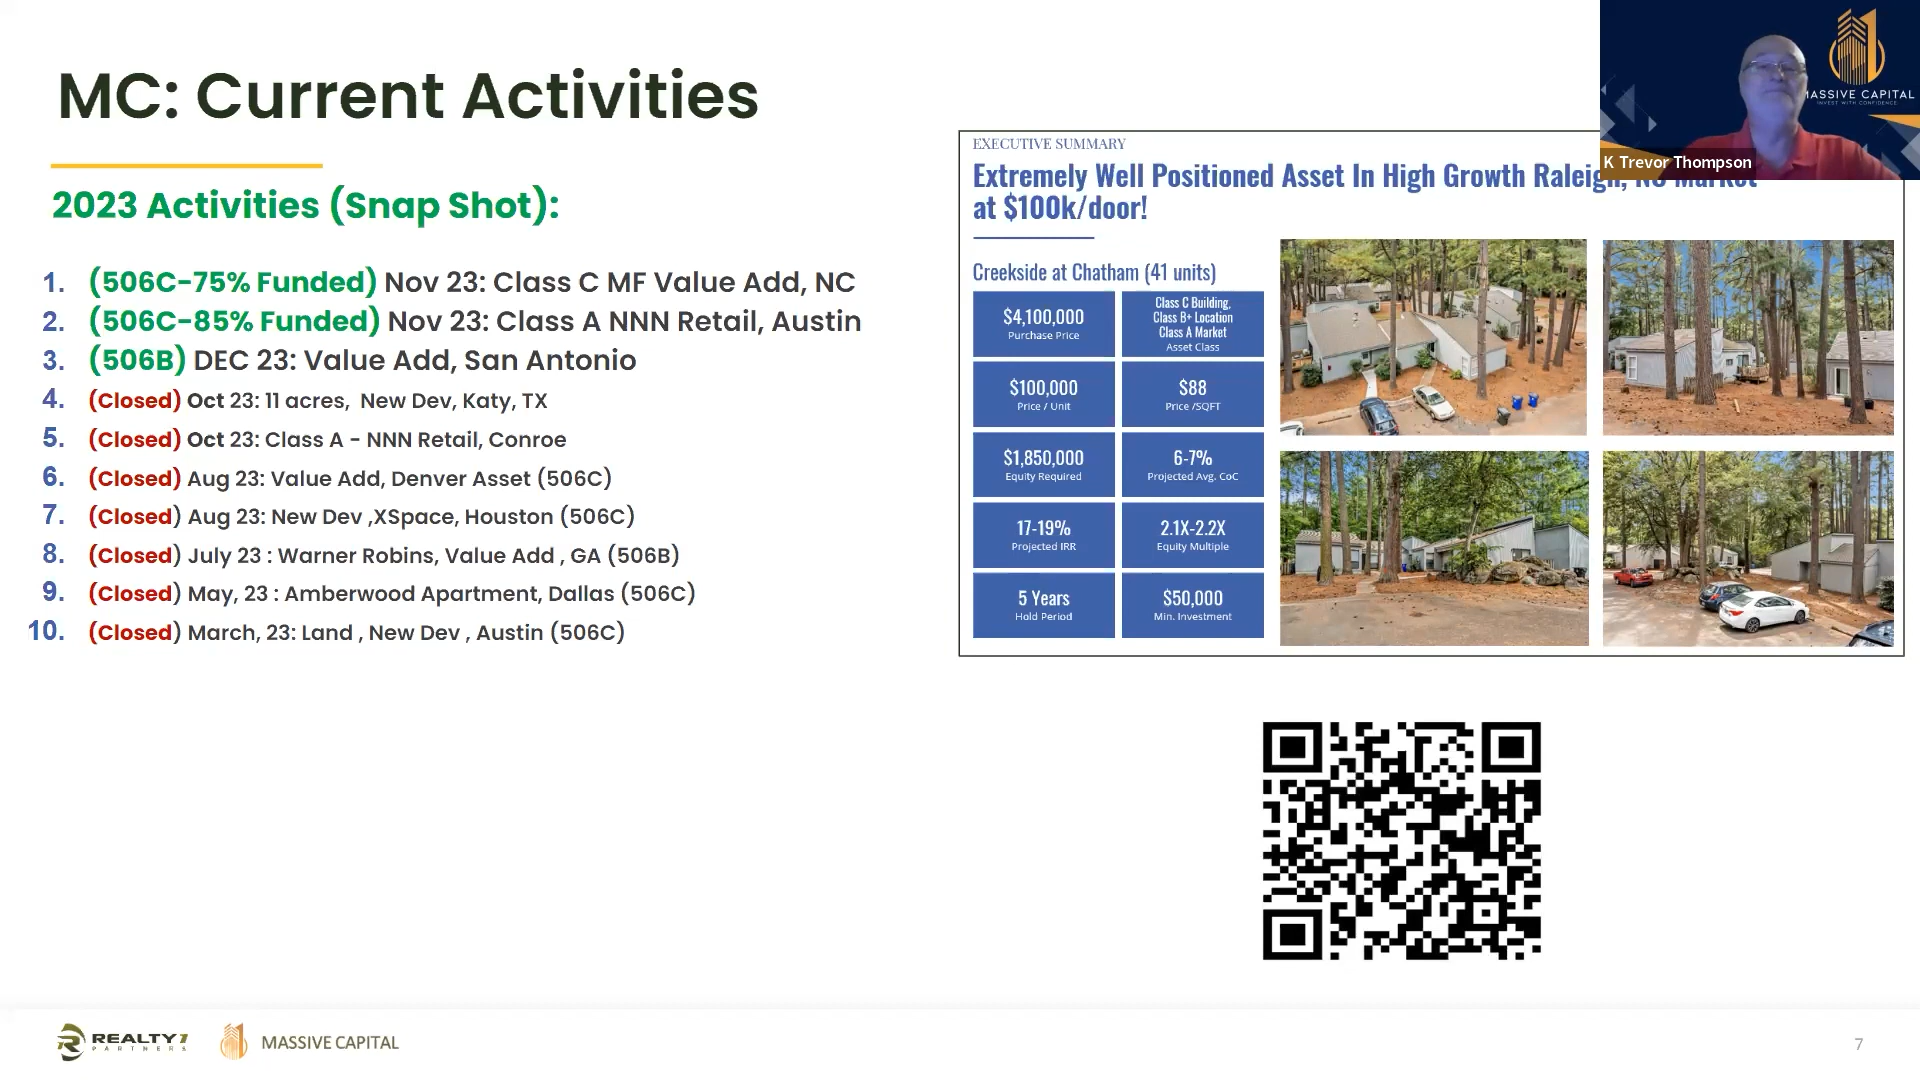 MC: Current Activities
2023 Activities (Snap Shot):
1. (506C-75% Funded) Nov 23: Class C MF Value Add, NC
2. (506C-85% Funded) Nov 23: Class A NNN Retail, Austin
3. (506B) DEC 23: Value Add, San Antonio
4. (Closed) Oct 23: 11 acres, New Dev, Katy, TX
5. (Closed) Oct 23: Class A - NNN Retail, Conroe
6. (Closed) Aug 23: Value Add, Denver Asset (506C)
7. (Closed) Aug 23: New Dev ,XSpace, Houston (506C)
8. (Closed) July 23 : Warner Robins, Value Add , GA (506B)
9. (Closed) May, 23 : Amberwood Apartment, Dallas (506C)
10. (Closed) March, 23: Land , New Dev , Austin (506C)
EXECUTIVE SUMMARY
Extremely Well Positioned Asset In High Growth Raleigh, NC Market
at $100k/door!
Creekside at Chatham (41 units)
$4,100,000
Purchase Price
Class C Building,
Class B+ Location
Class A Market
Asset Class
$100,000
Price / Unit
$88
Price /SQFT
$1,850,000
Equity Required
6-7%
Projected Avg. CoC
17-19%
Projected IRR
2.1X-2.2X
Equity Multiple
5 Years
Hold Period
$50,000
Min. Investment
MASSIVE CAPITAL
INVEST WITH CONFIDENCE
K Trevor Thompson
REALTY1
PARTNERS
MASSIVE CAPITAL
7